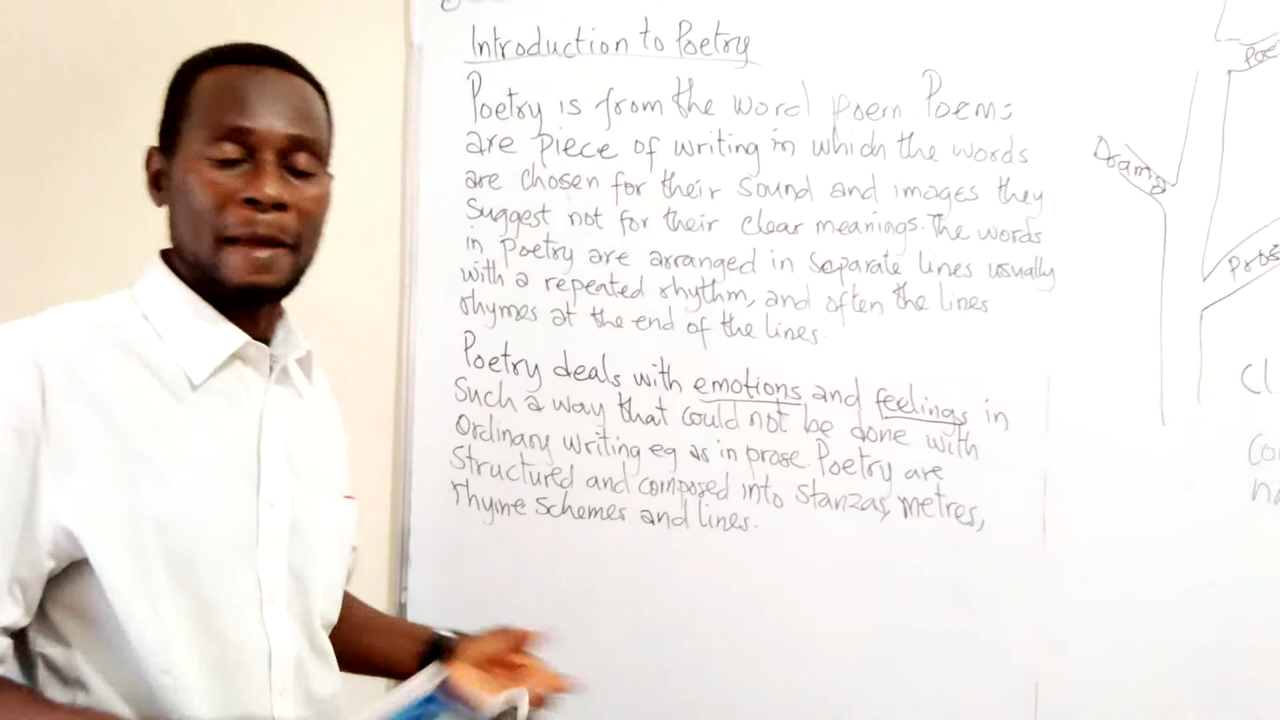 Introduction to Poetry
Poetry is from the word poem Poems
are piece of writing in which the words
are chosen for their sound and images they
suggest not for their clear meanings. The words
in poetry are arranged in separate lines usually
with a repeated rhythm, and often the lines
rhymes at the end of the lines.
Poetry deals with emotions and feelings in
Such a way that could not be done with
Ordinary writing eg as in prose. Poetry are
Structured and composed into stanzas, metres,
rhyme schemes and lines.
Drama